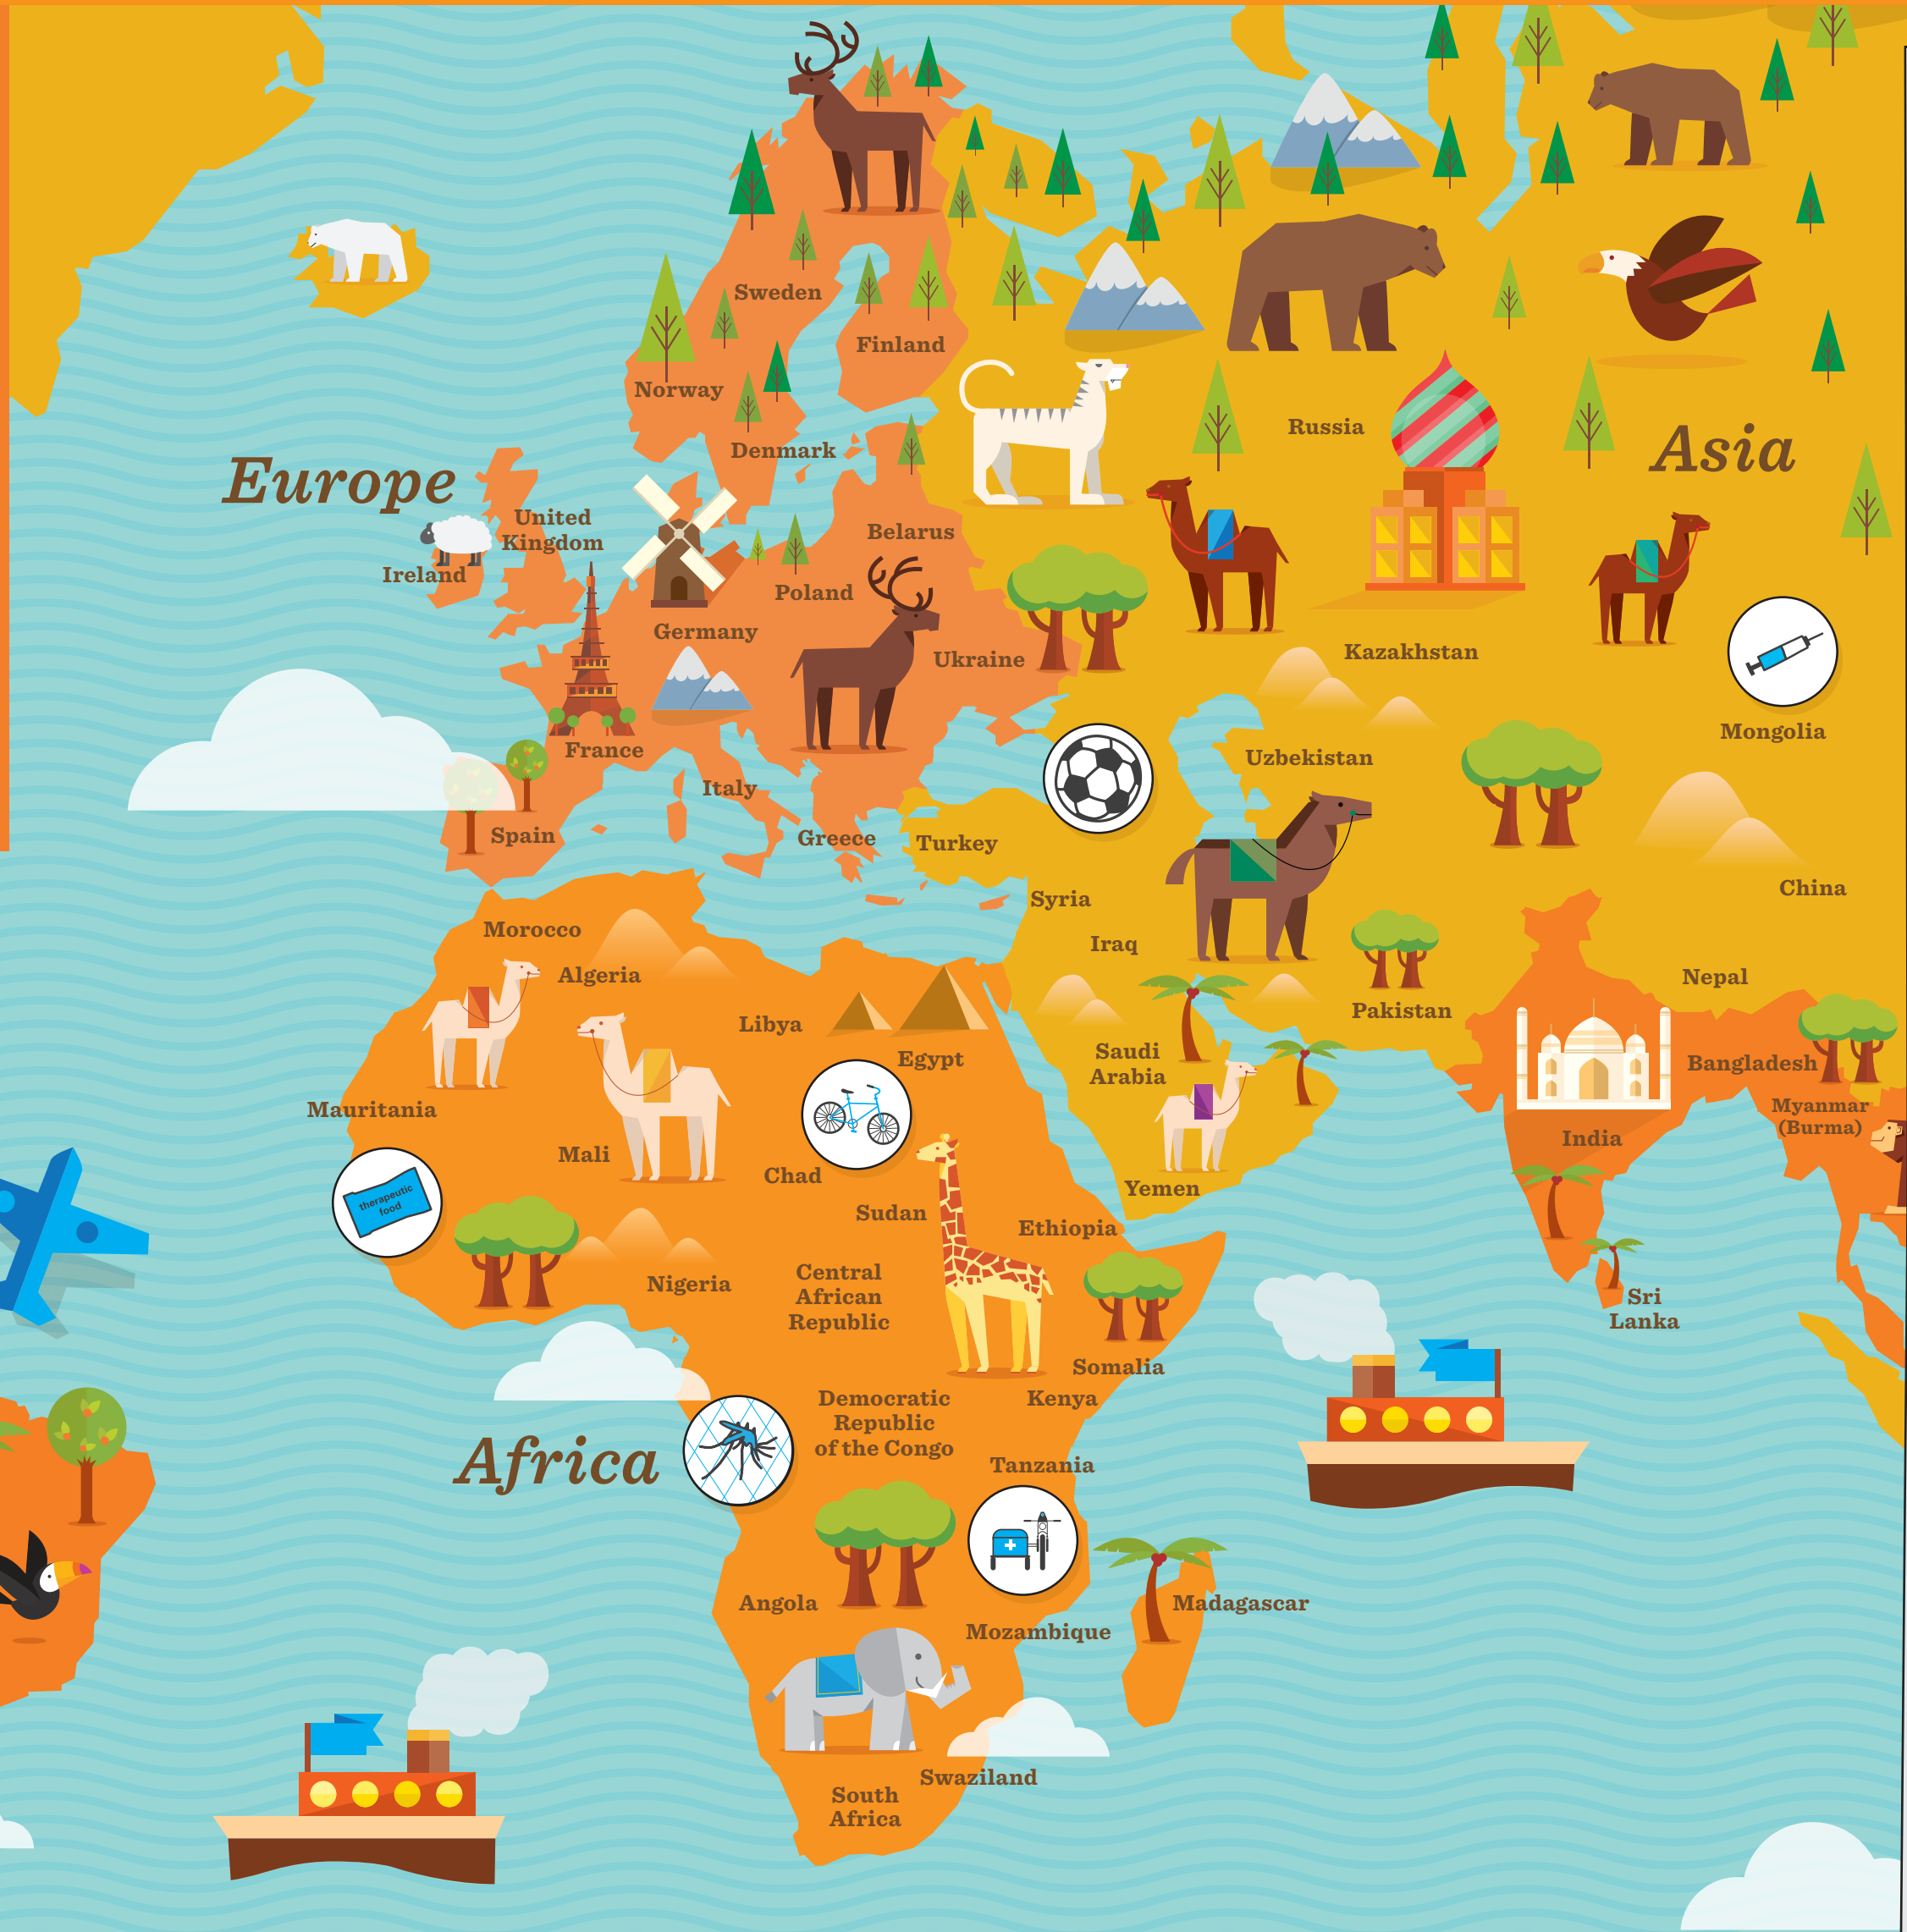 Sweden
Finland
Norway
Russia
Denmark
Asia
Europe
United
Kingdom
Belarus
Ireland
Poland
Germany
Ukraine
Kazakhstan
Mongolia
France
Uzbekistan
Italy
Spain
Greece
Turkey
China
Syria
Morocco
Iraq
Algeria
Nepal
Pakistan
Libya
Egypt
Saudi
Arabia
Bangladesh
Mauritania
Myanmar
(Burma)
India
Mali
Chad
Yemen
therapeutic
food
Sudan
Ethiopia
Nigeria
Central
African
Republic
Sri
Lanka
Somalia
Democratic
Republic
of the Congo
Kenya
Africa
Tanzania
Angola
Madagascar
Mozambique
Swaziland
South
Africa